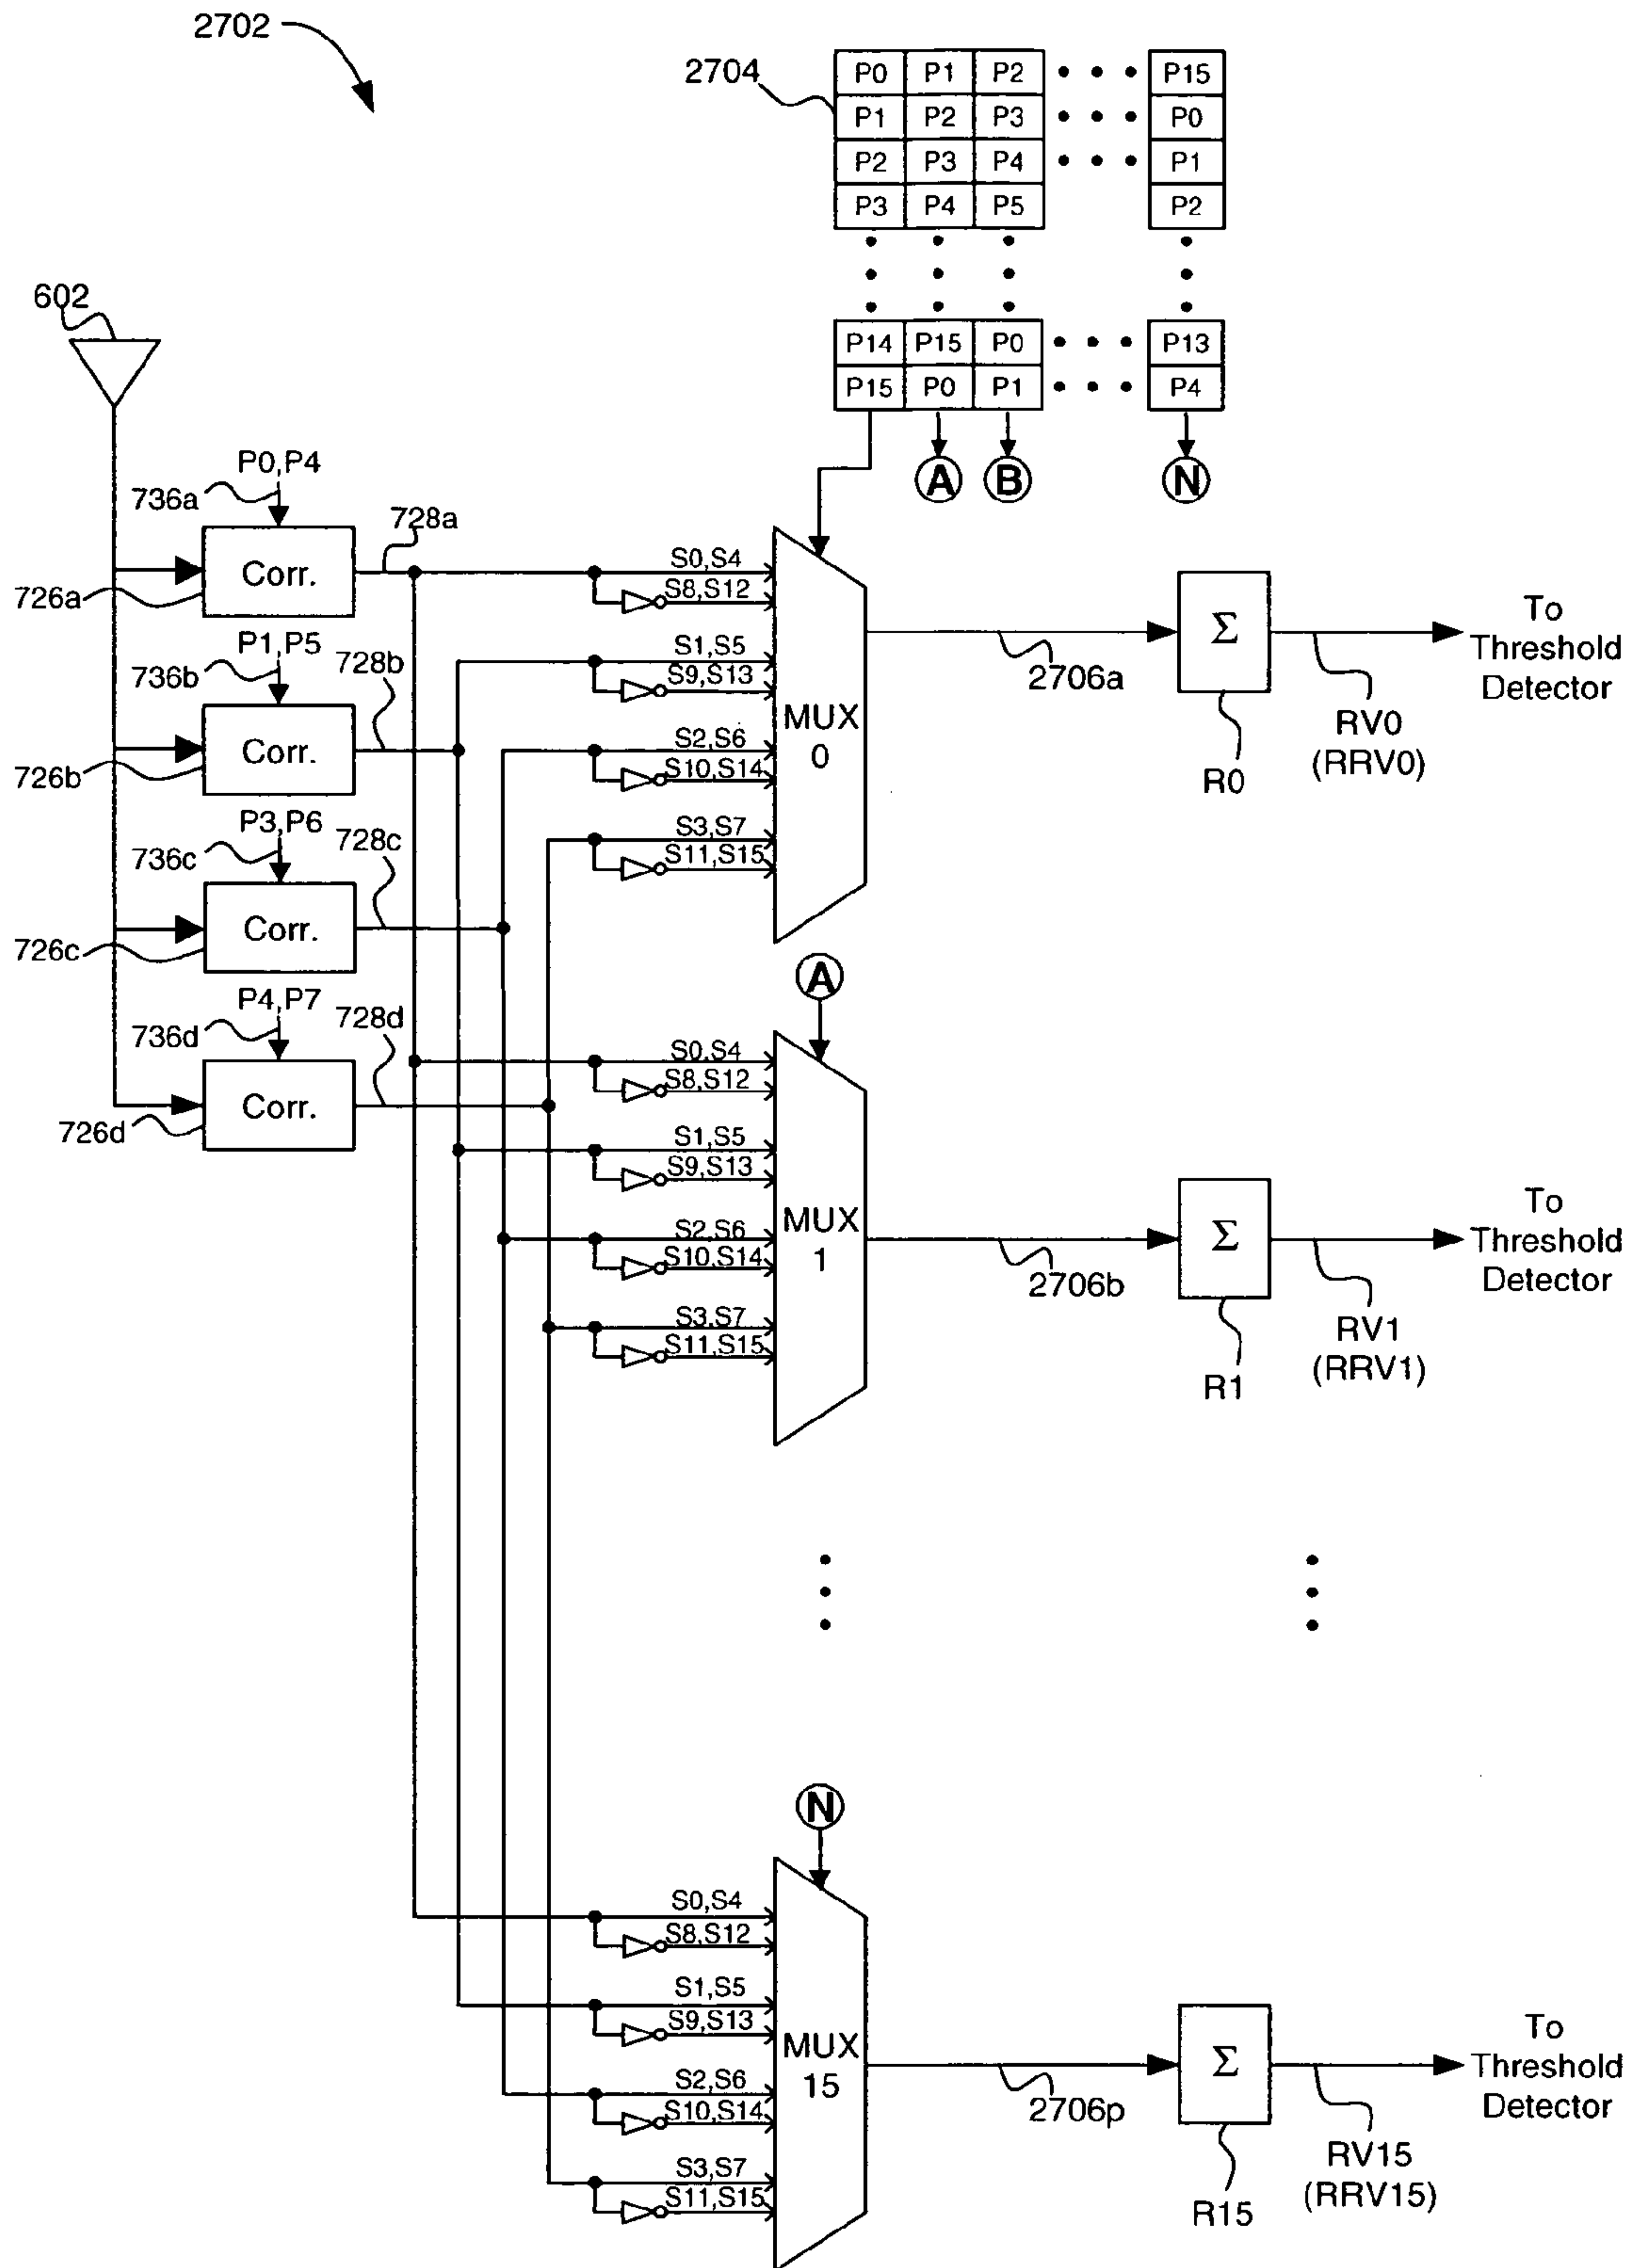 2702
2704
P0 P1 P2 P15
P1 P2 P3 P0
P2 P3 P4 P1
P3 P4 P5 P2
P14 P15 P0 P13
P15 P0 P1 P4
A B N
602
P0,P4
736a
728a
Corr.
726a
P1,P5
736b
728b
Corr.
726b
P3,P6
736c
728c
Corr.
726c
P4,P7
736d
728d
Corr.
726d
S0,S4
S8,S12
S1,S5
S9,S13
S2,S6
S10,S14
S3,S7
S11,S15
MUX
0
2706a
Σ
R0
RV0
(RRV0)
To
Threshold
Detector
A
S0,S4
S8,S12
S1,S5
S9,S13
S2,S6
S10,S14
S3,S7
S11,S15
MUX
1
2706b
Σ
R1
RV1
(RRV1)
To
Threshold
Detector
N
S0,S4
S8,S12
S1,S5
S9,S13
S2,S6
S10,S14
S3,S7
S11,S15
MUX
15
2706p
Σ
R15
RV15
(RRV15)
To
Threshold
Detector